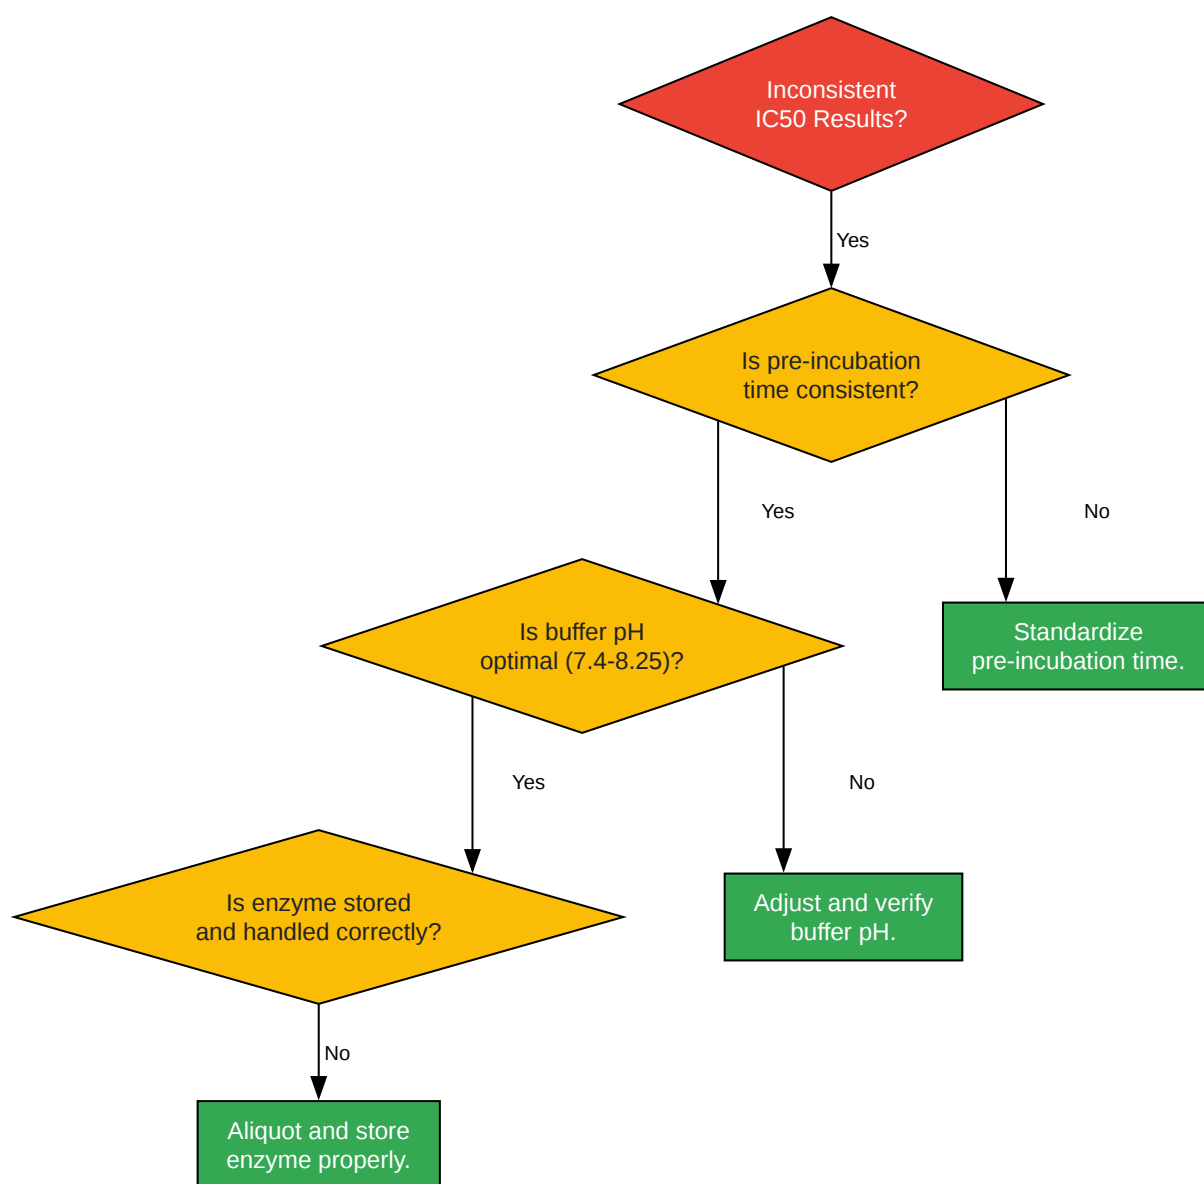 Inconsistent
IC50 Results?
Yes
Is pre-incubation
time consistent?
Yes
No
Is buffer pH
optimal (7.4-8.25)?
Standardize
pre-incubation time.
Yes
No
Is enzyme stored
and handled correctly?
Adjust and verify
buffer pH.
No
Aliquot and store
enzyme properly.